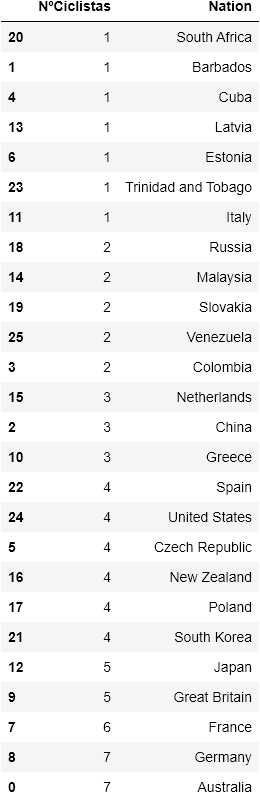 NºCiclistas Nation
20 1 South Africa
1 1 Barbados
4 1 Cuba
13 1 Latvia
6 1 Estonia
23 1 Trinidad and Tobago
11 1 Italy
18 2 Russia
14 2 Malaysia
19 2 Slovakia
25 2 Venezuela
3 2 Colombia
15 3 Netherlands
2 3 China
10 3 Greece
22 4 Spain
24 4 United States
5 4 Czech Republic
16 4 New Zealand
17 4 Poland
21 4 South Korea
12 5 Japan
9 5 Great Britain
7 6 France
8 7 Germany
0 7 Australia